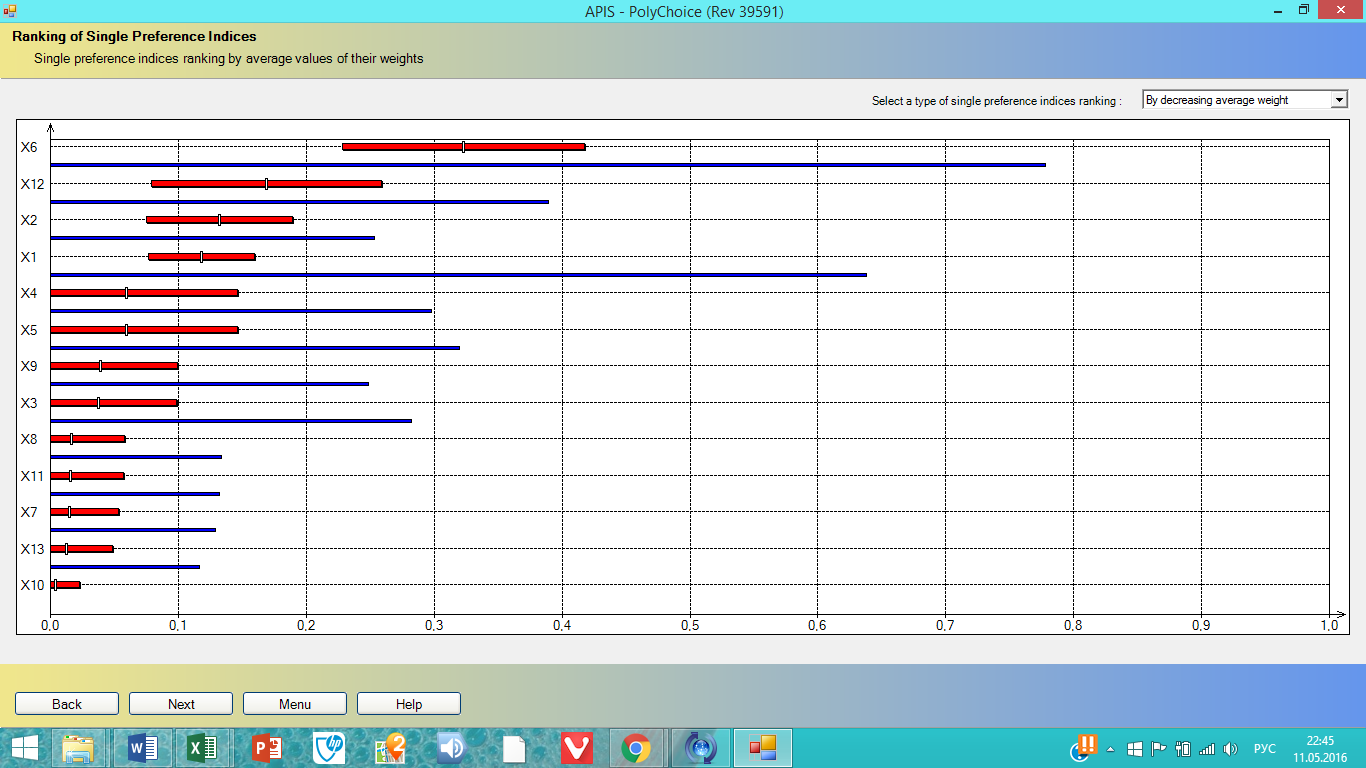 APIS - PolyChoice (Rev 39591)
Ranking of Single Preference Indices
Single preference indices ranking by average values of their weights
Select a type of single preference indices ranking :
By decreasing average weight
X6
X12
X2
X1
X4
X5
X9
X3
X8
X11
X7
X13
X10
0,0 0,1 0,2 0,3 0,4 0,5 0,6 0,7 0,8 0,9 1,0
Back Next Menu Help
РУС
22:45
11.05.2016